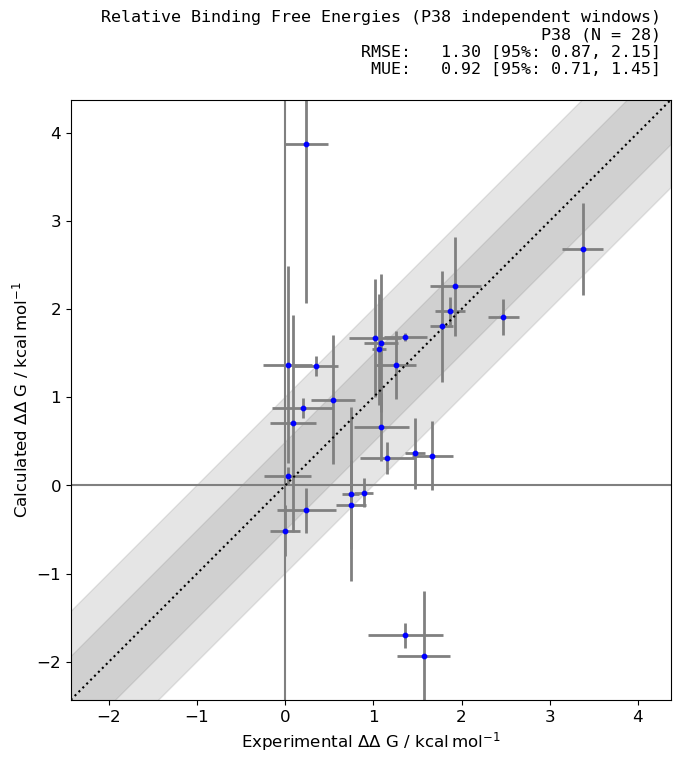 Relative Binding Free Energies (P38 independent windows)
P38 (N = 28)
RMSE: 1.30 [95%: 0.87, 2.15]
MUE: 0.92 [95%: 0.71, 1.45]
4
3
2
1
0
−1
−2
Calculated ΔΔ G / kcal mol⁻¹
−2 −1 0 1 2 3 4
Experimental ΔΔ G / kcal mol⁻¹